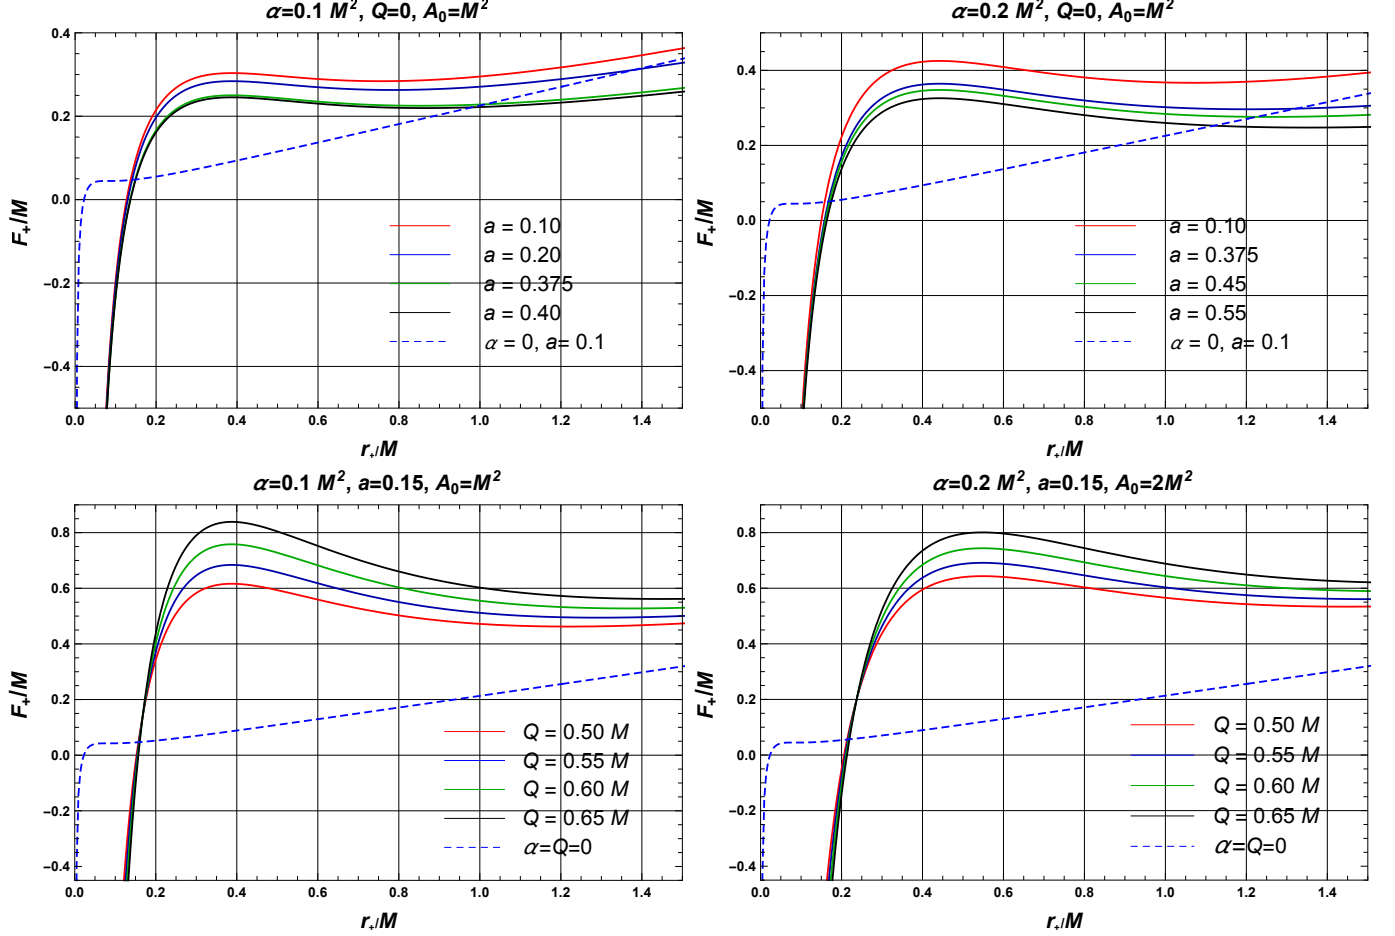 α=0.1 M², Q=0, A₀=M²
F₊/M
0.4
0.2
0.0
−0.2
−0.4
a = 0.10
a = 0.20
a = 0.375
a = 0.40
α = 0, a= 0.1
0.0 0.2 0.4 0.6 0.8 1.0 1.2 1.4
r₊/M
α=0.2 M², Q=0, A₀=M²
F₊/M
0.4
0.2
0.0
−0.2
−0.4
a = 0.10
a = 0.375
a = 0.45
a = 0.55
α = 0, a= 0.1
0.0 0.2 0.4 0.6 0.8 1.0 1.2 1.4
r₊/M
α=0.1 M², a=0.15, A₀=M²
F₊/M
0.8
0.6
0.4
0.2
0.0
−0.2
−0.4
Q = 0.50 M
Q = 0.55 M
Q = 0.60 M
Q = 0.65 M
α=Q=0
0.0 0.2 0.4 0.6 0.8 1.0 1.2 1.4
r₊/M
α=0.2 M², a=0.15, A₀=2M²
F₊/M
0.8
0.6
0.4
0.2
0.0
−0.2
−0.4
Q = 0.50 M
Q = 0.55 M
Q = 0.60 M
Q = 0.65 M
α=Q=0
0.0 0.2 0.4 0.6 0.8 1.0 1.2 1.4
r₊/M